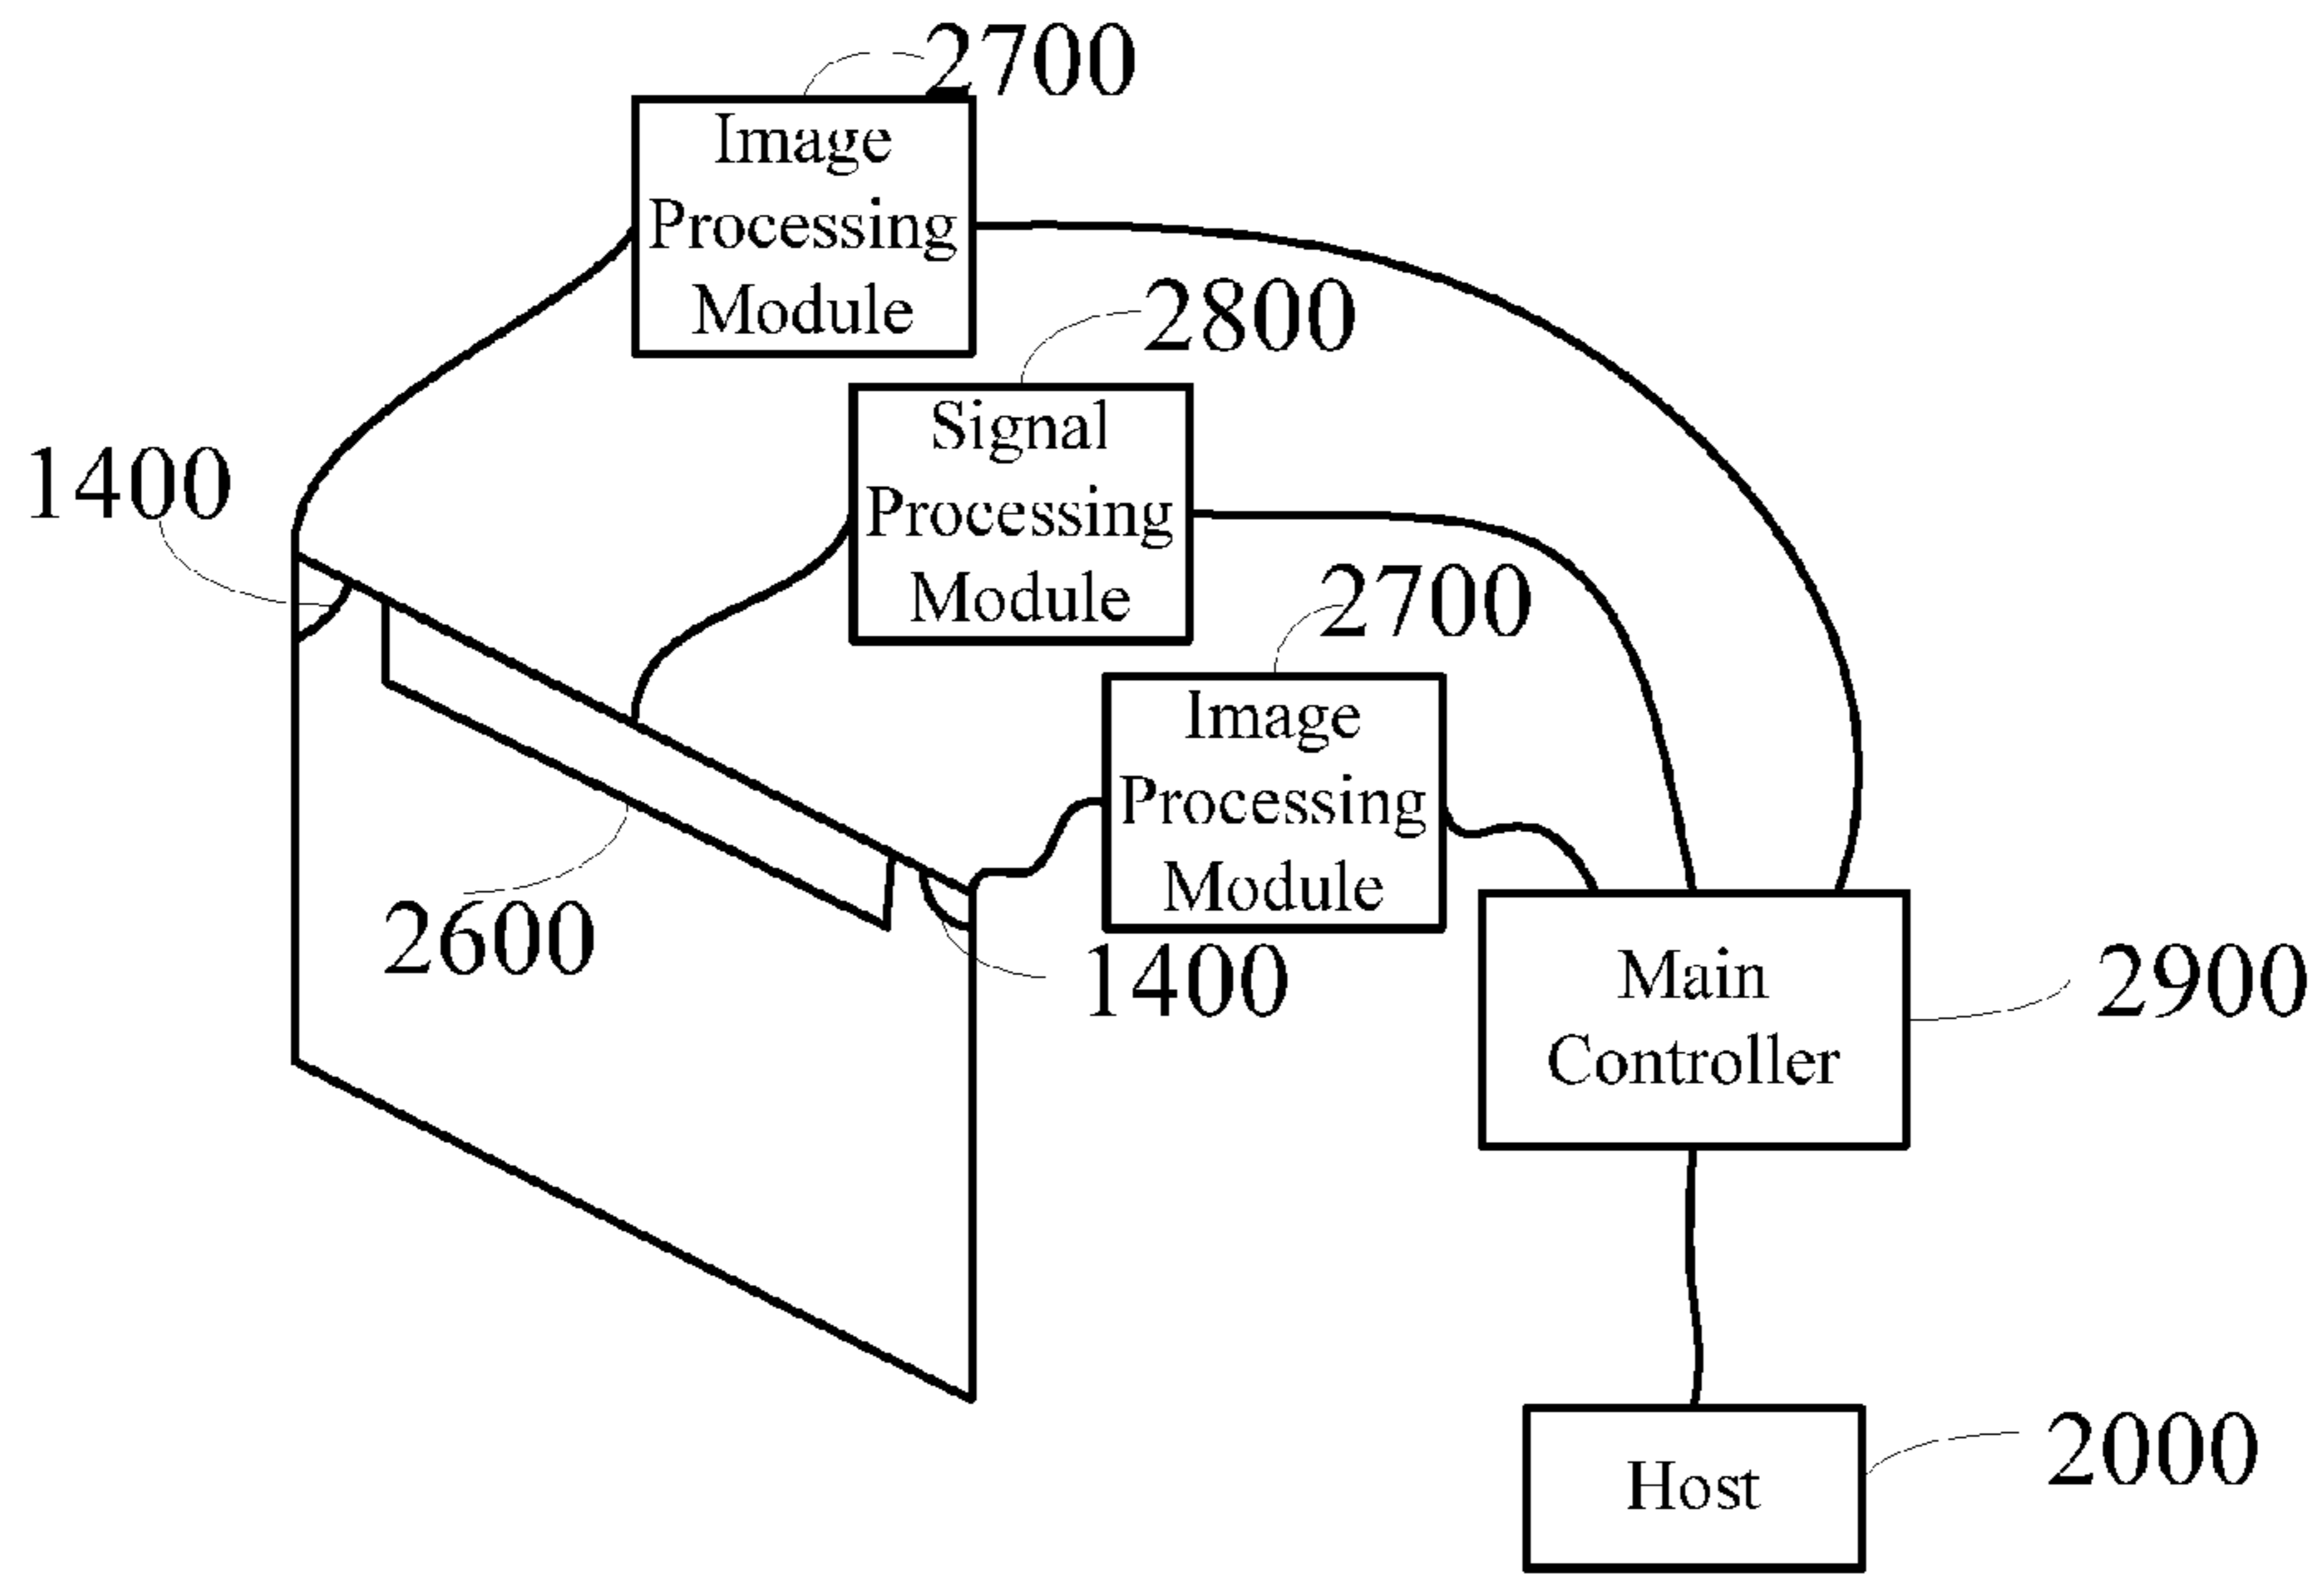 2700
Image
Processing
Module
2800
Signal
Processing
Module
1400
2700
Image
Processing
Module
2600
1400
Main
Controller
2900
Host
2000